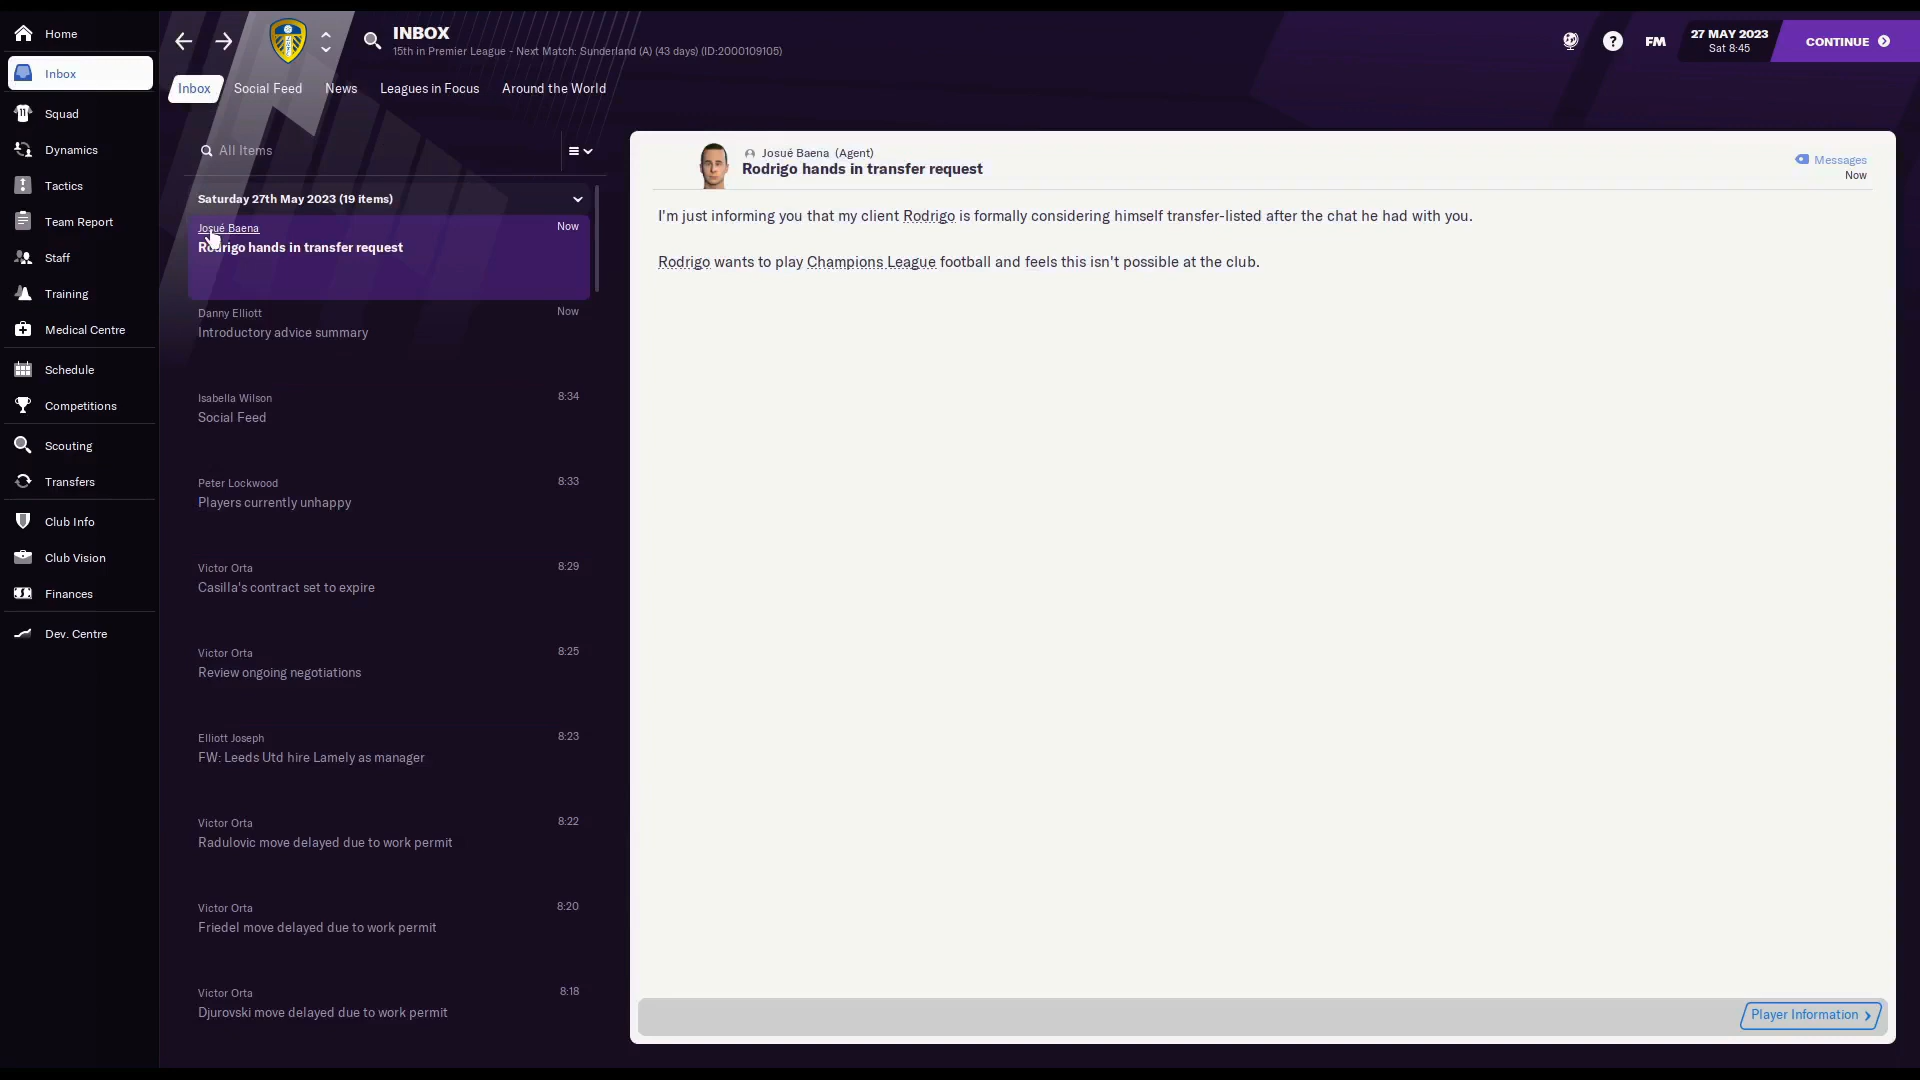 Home
Inbox
Squad
Dynamics
Tactics
Team Report
Staff
Training
Medical Centre
Schedule
Competitions
Scouting
Transfers
Club Info
Club Vision
Finances
Dev. Centre
INBOX
15th in Premier League - Next Match: Sunderland (A) (43 days) (ID:2000109105)
FM
27 MAY 2023
Sat 8:45
CONTINUE
Inbox Social Feed News Leagues in Focus Around the World
All Items
Saturday 27th May 2023 (19 items)
Josué Baena Now
Rodrigo hands in transfer request
Danny Elliott Now
Introductory advice summary
Isabella Wilson 8:34
Social Feed
Peter Lockwood 8:33
Players currently unhappy
Victor Orta 8:29
Casilla's contract set to expire
Victor Orta 8:25
Review ongoing negotiations
Elliott Joseph 8:23
FW: Leeds Utd hire Lamely as manager
Victor Orta 8:22
Radulovic move delayed due to work permit
Victor Orta 8:20
Friedel move delayed due to work permit
Victor Orta 8:18
Djurovski move delayed due to work permit
Josué Baena (Agent)
Rodrigo hands in transfer request
Messages
Now
I'm just informing you that my client Rodrigo is formally considering himself transfer-listed after the chat he had with you.
Rodrigo wants to play Champions League football and feels this isn't possible at the club.
Player Information